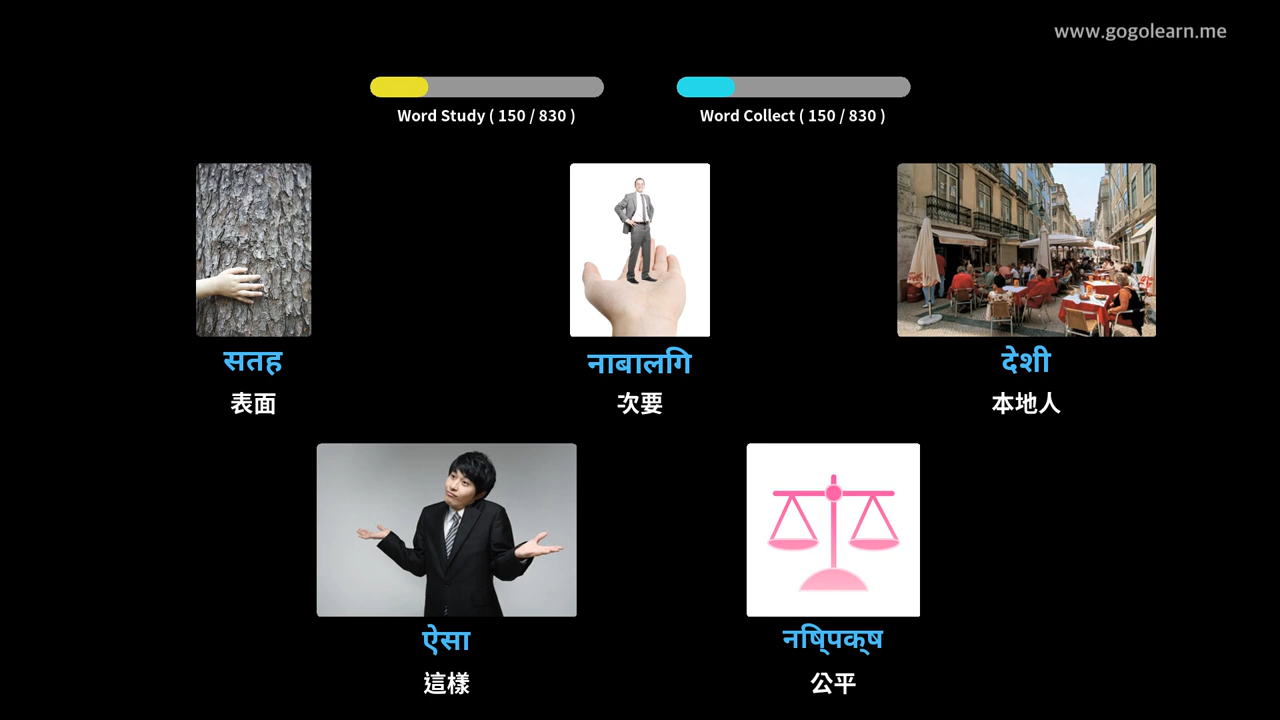 www.gogolearn.me
Word Study ( 150 / 830 )
Word Collect ( 150 / 830 )
सतह
नाबालगि
देशी
表面
次要
本地人
ऐसा
नषि्पक्ष
這樣
公平